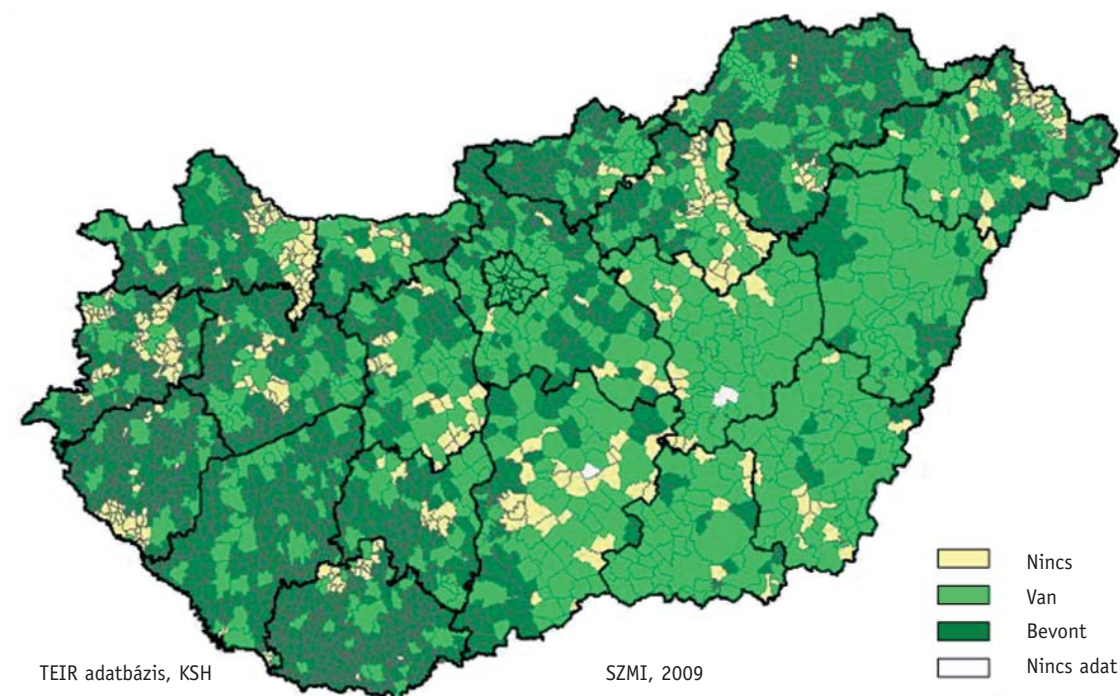 Nincs
Van
Bevont
Nincs adat
TEIR adatbázis, KSH
SZMI, 2009